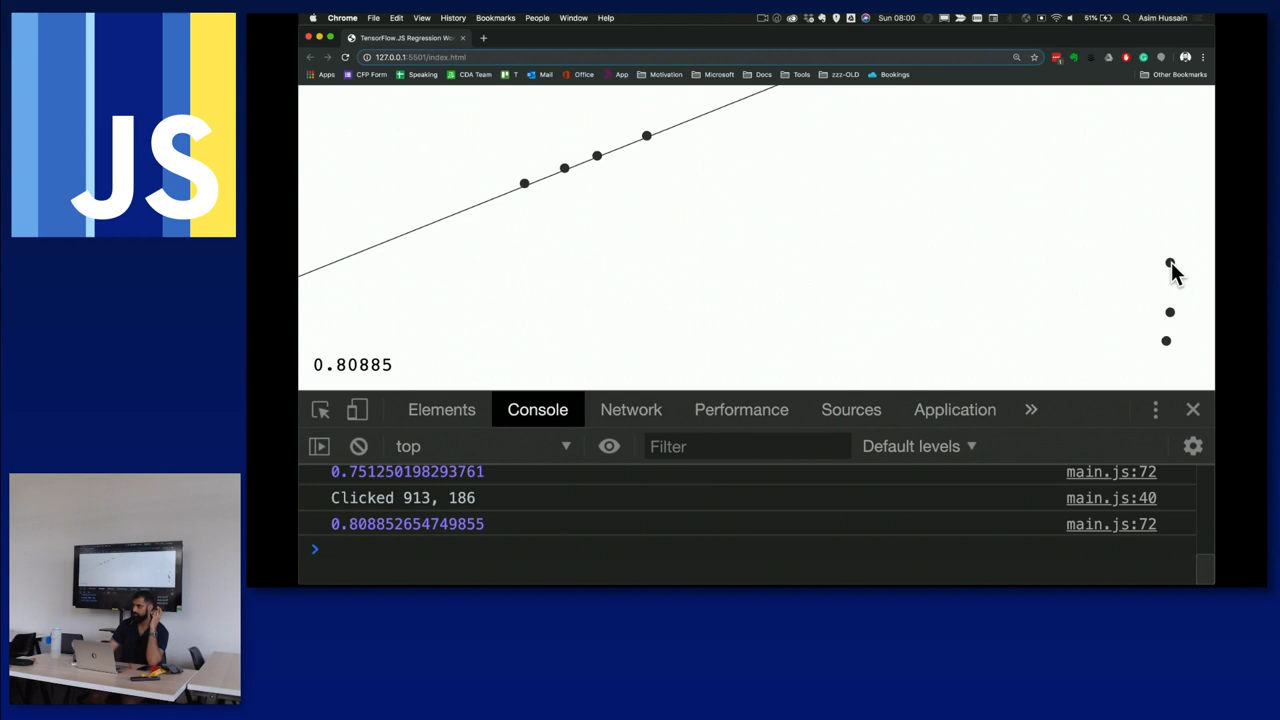 JS
Chrome File Edit View History Bookmarks People Window Help Sun 08:00 51% Asim Hussain
TensorFlow.JS Regression Wor
127.0.0.1:5501/index.html
Apps CFP Form Speaking CDA Team T Mail Office App Motivation Microsoft Docs Tools zzz-OLD Bookings Other Bookmarks
0.80885
Elements Console Network Performance Sources Application »
top Filter Default levels
0.751250198293761 main.js:72
Clicked 913, 186 main.js:40
0.808852654749855 main.js:72
>